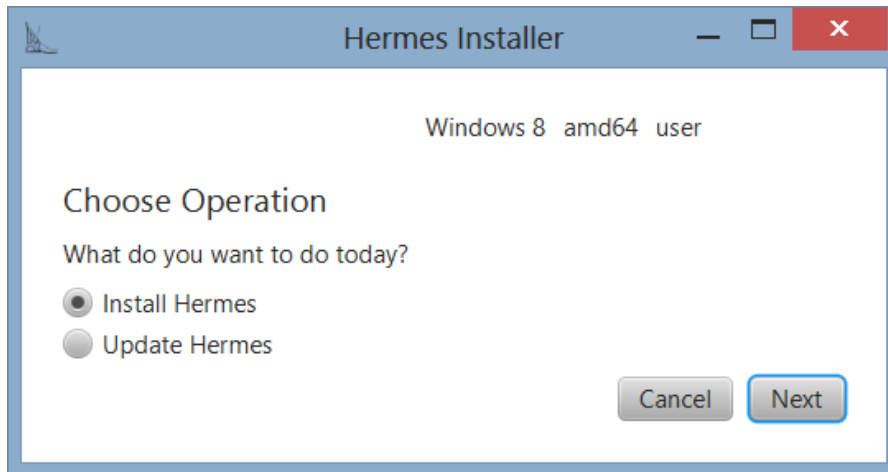 Hermes Installer
Windows 8 amd64 user
Choose Operation
What do you want to do today?
Install Hermes
Update Hermes
Cancel Next